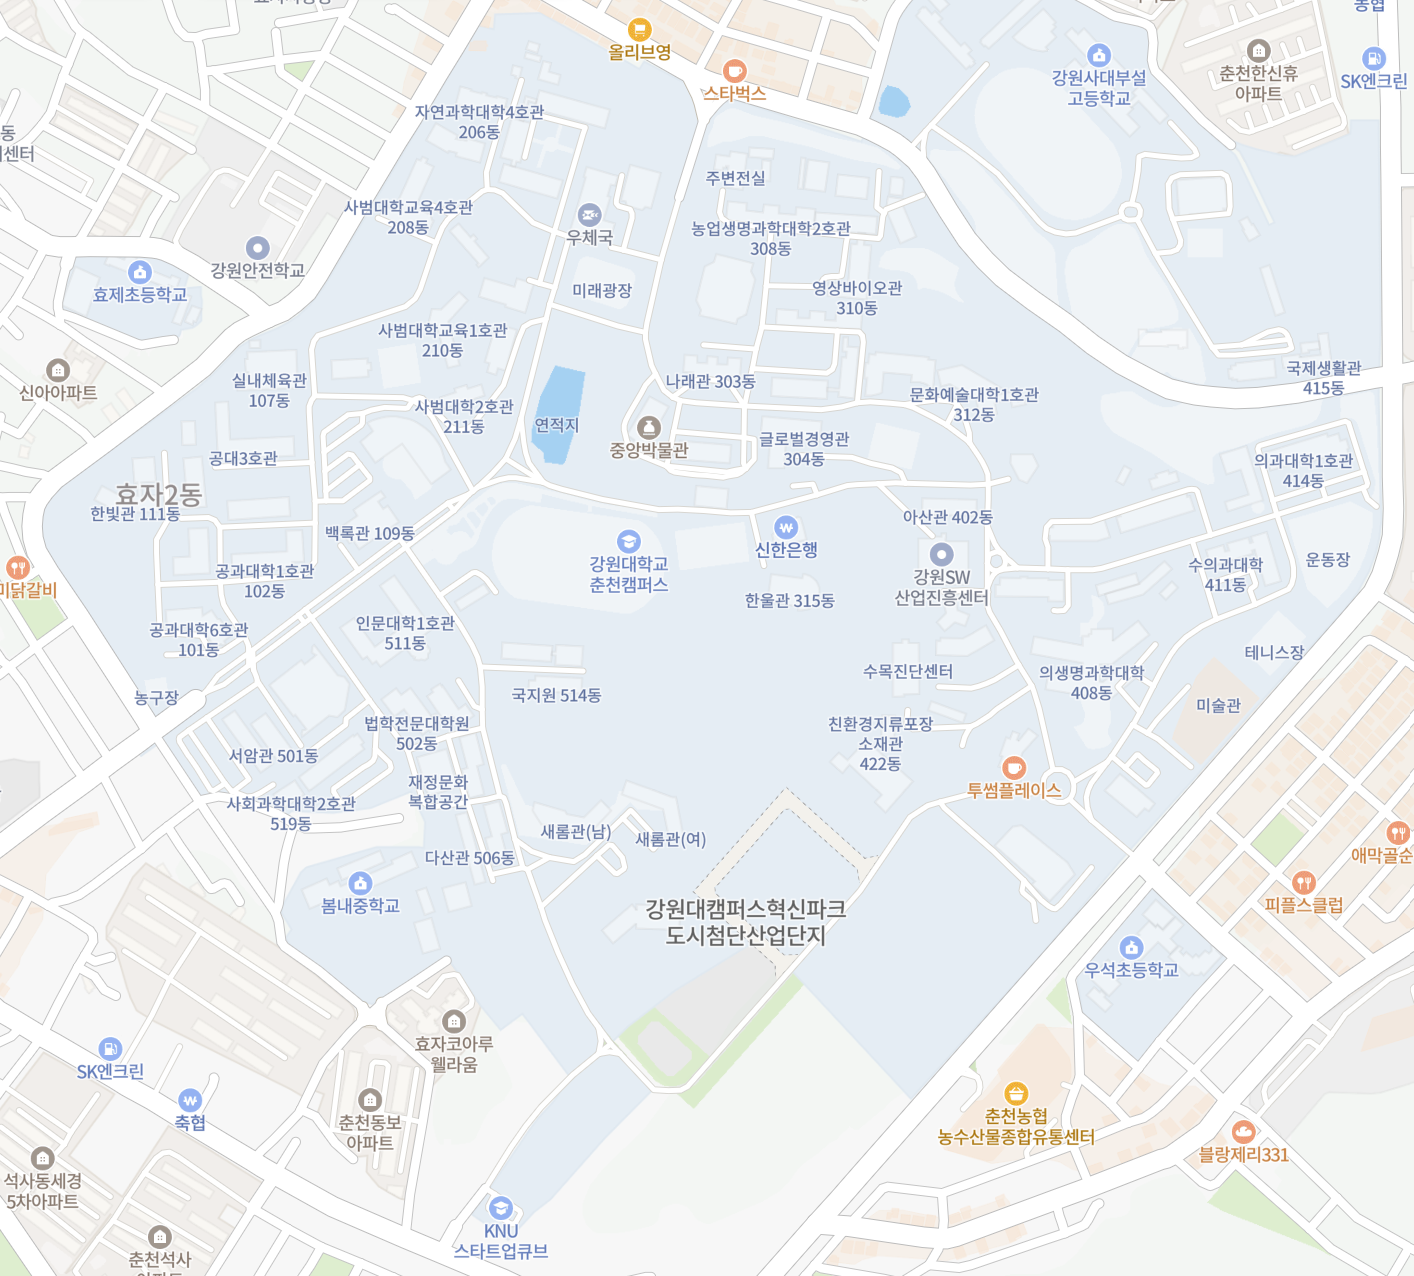 농협
올리브영
스타벅스
강원사대부설
고등학교
춘천한신휴
아파트
SK엔크린
자연과학대학4호관
206동
주변전실
사범대학교육4호관
208동
우체국
농업생명과학대학2호관
308동
강원안전학교
효제초등학교
미래광장
영상바이오관
310동
사범대학교육1호관
210동
신아아파트
실내체육관
107동
나래관 303동
국제생활관
415동
사범대학2호관
211동
연적지
문화예술대학1호관
312동
중앙박물관
글로벌경영관
304동
공대3호관
의과대학1호관
414동
효자2동
한빛관 111동
백록관 109동
아산관 402동
신한은행
강원대학교
춘천캠퍼스
강원SW
산업진흥센터
수의과대학
411동
운동장
공과대학1호관
102동
한울관 315동
공과대학6호관
101동
인문대학1호관
511동
테니스장
수목진단센터
의생명과학대학
408동
농구장
국지원 514동
미술관
법학전문대학원
502동
친환경지류포장
소재관
422동
서암관 501동
재정문화
복합공간
투썸플레이스
사회과학대학2호관
519동
새롬관(남)
새롬관(여)
다산관 506동
애막골순
피플스클럽
봄내중학교
강원대캠퍼스혁신파크
도시첨단산업단지
우석초등학교
효자코아루
웰라움
SK엔크린
축협
춘천동보
아파트
춘천농협
농수산물종합유통센터
블랑제리331
석사동세경
5차아파트
KNU
스타트업큐브
춘천석사